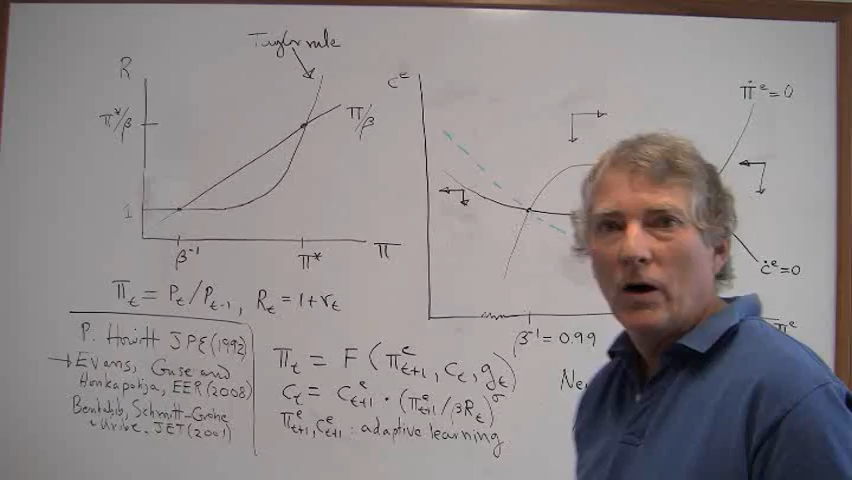 Taylor rule
R
π*/β
π/β
1
β⁻¹
π*
π
cᵉ
π̇ᵉ=0
ċᵉ=0
πᵉ
β⁻¹ = 0.99
πₜ = Pₜ/Pₜ₋₁, Rₜ = 1+rₜ
P. Howitt JPE (1992)
→ Evans, Guse and
Honkapohja, EER (2008)
Benhabib, Schmitt-Grohe
& Uribe, JET (2001)
πₜ = F(πᵉₜ₊₁, cₜ, gₜ)
cₜ = cᵉₜ₊₁ · (πᵉₜ₊₁/βRₜ)^σ
πᵉₜ₊₁, cᵉₜ₊₁: adaptive learning